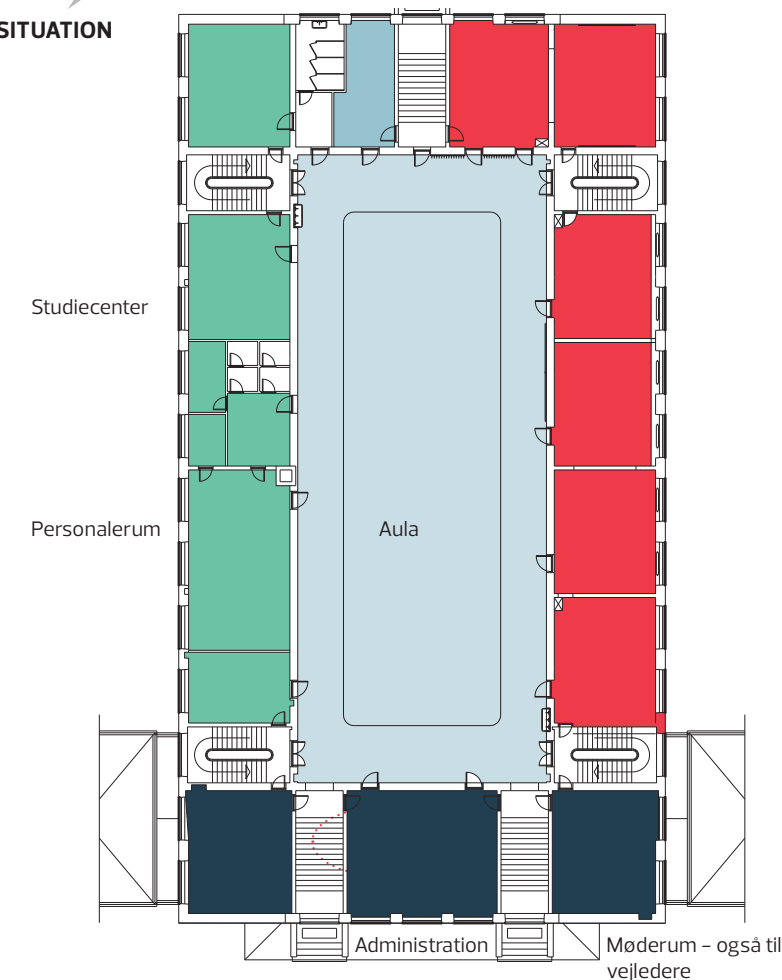 SITUATION
Studiecenter
Personalerum
Aula
Administration
Møderum – også til
vejledere